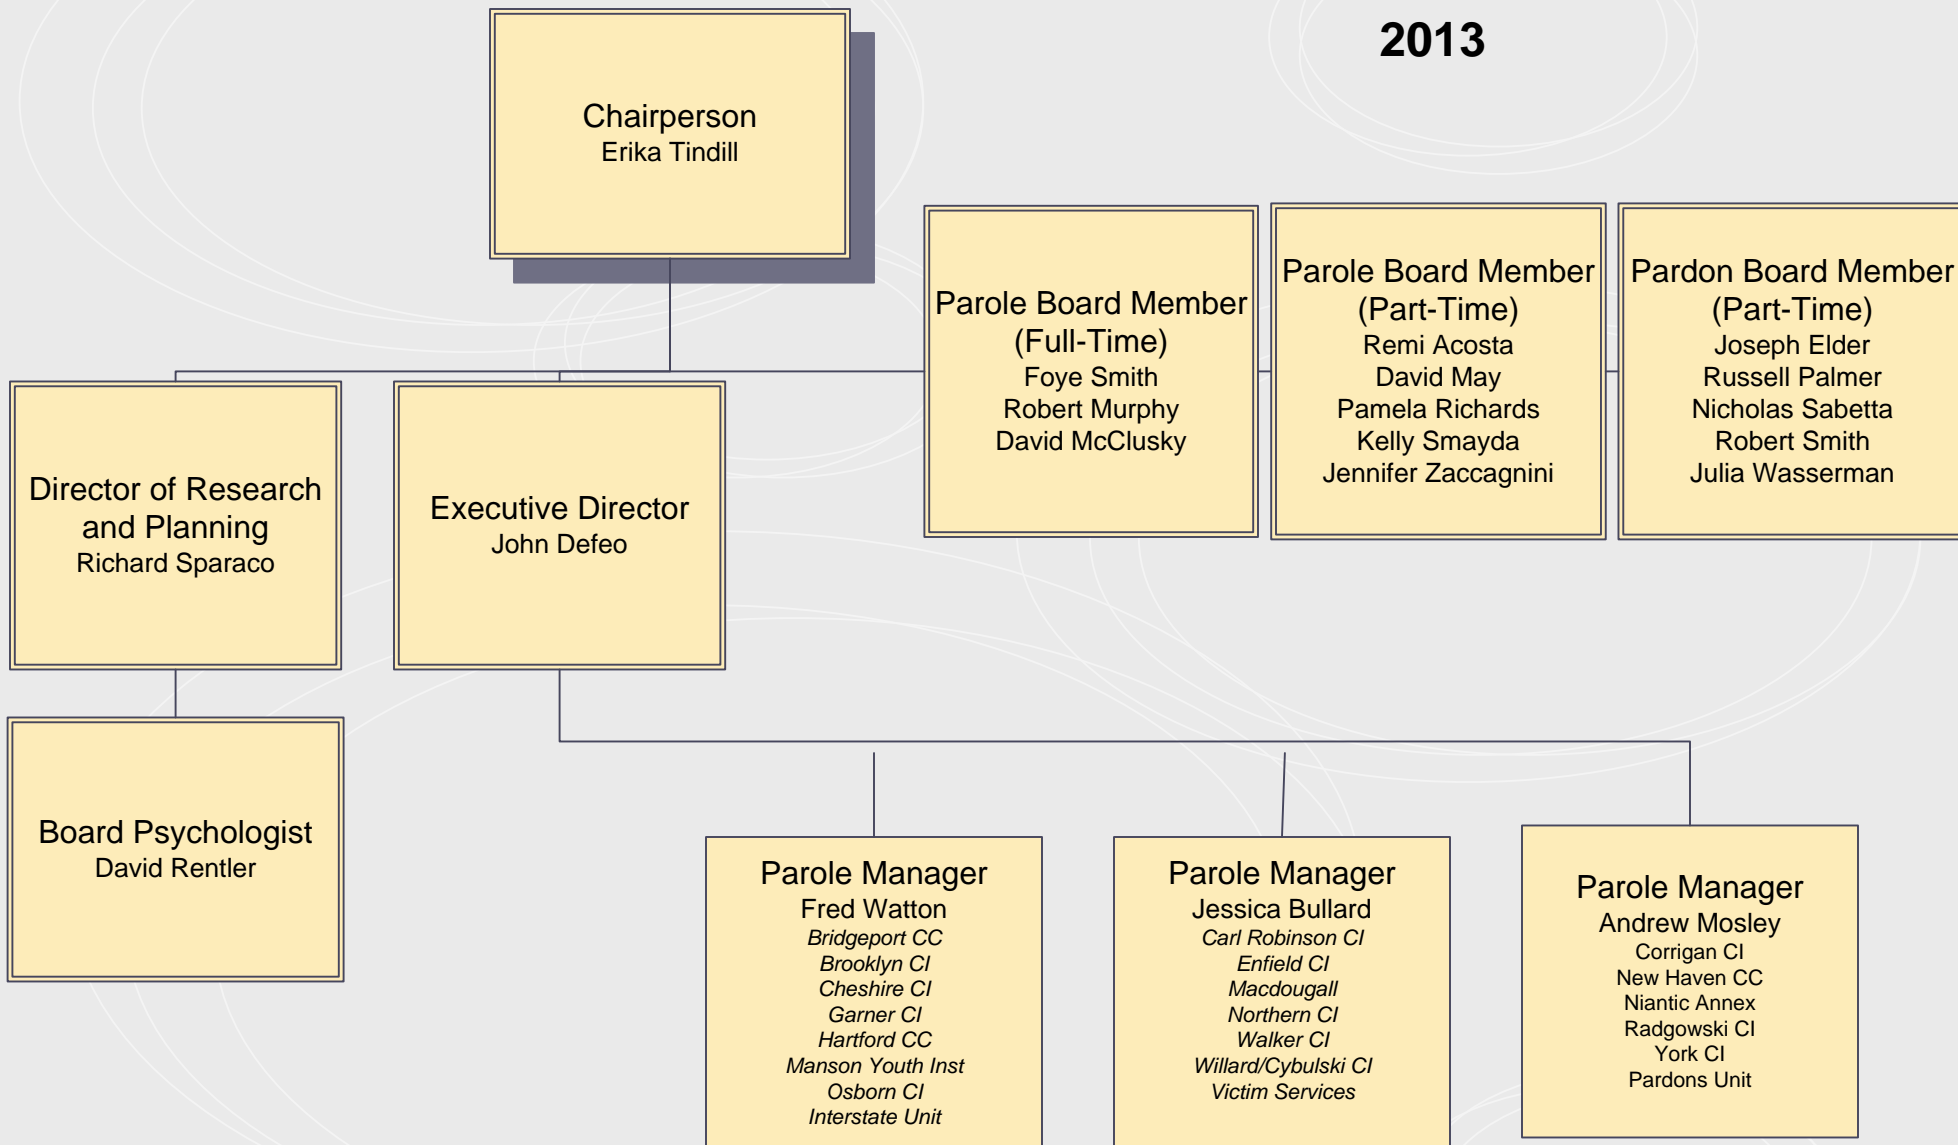 2013
Chairperson
Erika Tindill
Parole Board Member
(Full-Time)
Foye Smith
Robert Murphy
David McClusky
Parole Board Member
(Part-Time)
Remi Acosta
David May
Pamela Richards
Kelly Smayda
Jennifer Zaccagnini
Pardon Board Member
(Part-Time)
Joseph Elder
Russell Palmer
Nicholas Sabetta
Robert Smith
Julia Wasserman
Director of Research
and Planning
Richard Sparaco
Executive Director
John Defeo
Board Psychologist
David Rentler
Parole Manager
Fred Watton
Bridgeport CC
Brooklyn CI
Cheshire CI
Garner CI
Hartford CC
Manson Youth Inst
Osborn CI
Interstate Unit
Parole Manager
Jessica Bullard
Carl Robinson CI
Enfield CI
Macdougall
Northern CI
Walker CI
Willard/Cybulski CI
Victim Services
Parole Manager
Andrew Mosley
Corrigan CI
New Haven CC
Niantic Annex
Radgowski CI
York CI
Pardons Unit